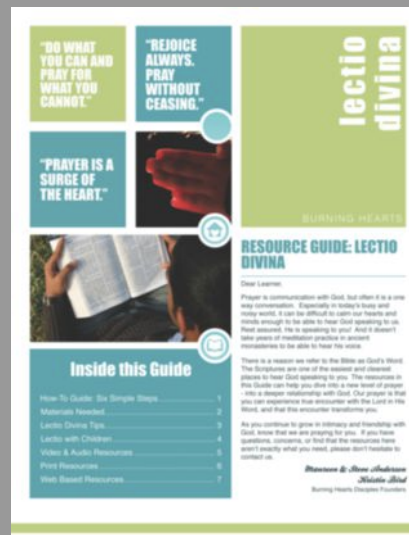 "DO WHAT
YOU CAN AND
PRAY FOR
WHAT YOU
CANNOT."
"REJOICE
ALWAYS.
PRAY
WITHOUT
CEASING."
"PRAYER IS A
SURGE OF
THE HEART."
lectio
divina
BURNING HEARTS
Inside this Guide
How-To Guide: Six Simple Steps 1
Materials Needed 2
Lectio Divina Tips 3
Lectio with Children 4
Video & Audio Resources 5
Print Resources 6
Web Based Resources 7
RESOURCE GUIDE: LECTIO
DIVINA
Dear Learner,
Prayer is communication with God, but often it is a one
way conversation. Especially in today's busy and
noisy world, it can be difficult to calm our hearts and
minds enough to be able to hear God speaking to us.
Rest assured, He is speaking to you! And it doesn't
take years of meditation practice in ancient
monasteries to be able to hear his voice.
There is a reason we refer to the Bible as God's Word.
The Scriptures are one of the easiest and clearest
places to hear God speaking to you. The resources in
this Guide can help you dive into a new level of prayer
- into a deeper relationship with God. Our prayer is that
you can experience true encounter with the Lord in His
Word, and that this encounter transforms you.
As you continue to grow in intimacy and friendship with
God, know that we are praying for you. If you have
questions, concerns, or find that the resources here
aren't exactly what you need, please don't hesitate to
contact us.
Maureen & Steve Anderson
Kristin Bird
Burning Hearts Disciples Founders